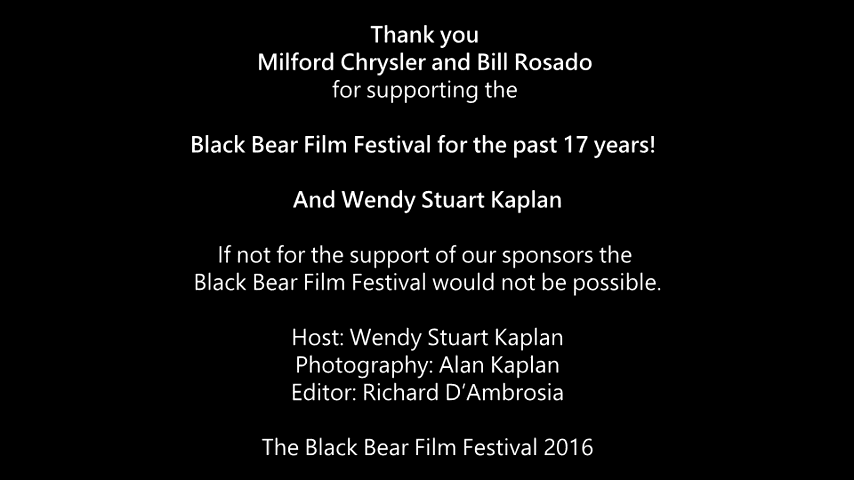 Thank you
Milford Chrysler and Bill Rosado
for supporting the
Black Bear Film Festival for the past 17 years!
And Wendy Stuart Kaplan
If not for the support of our sponsors the
Black Bear Film Festival would not be possible.
Host: Wendy Stuart Kaplan
Photography: Alan Kaplan
Editor: Richard D’Ambrosia
The Black Bear Film Festival 2016